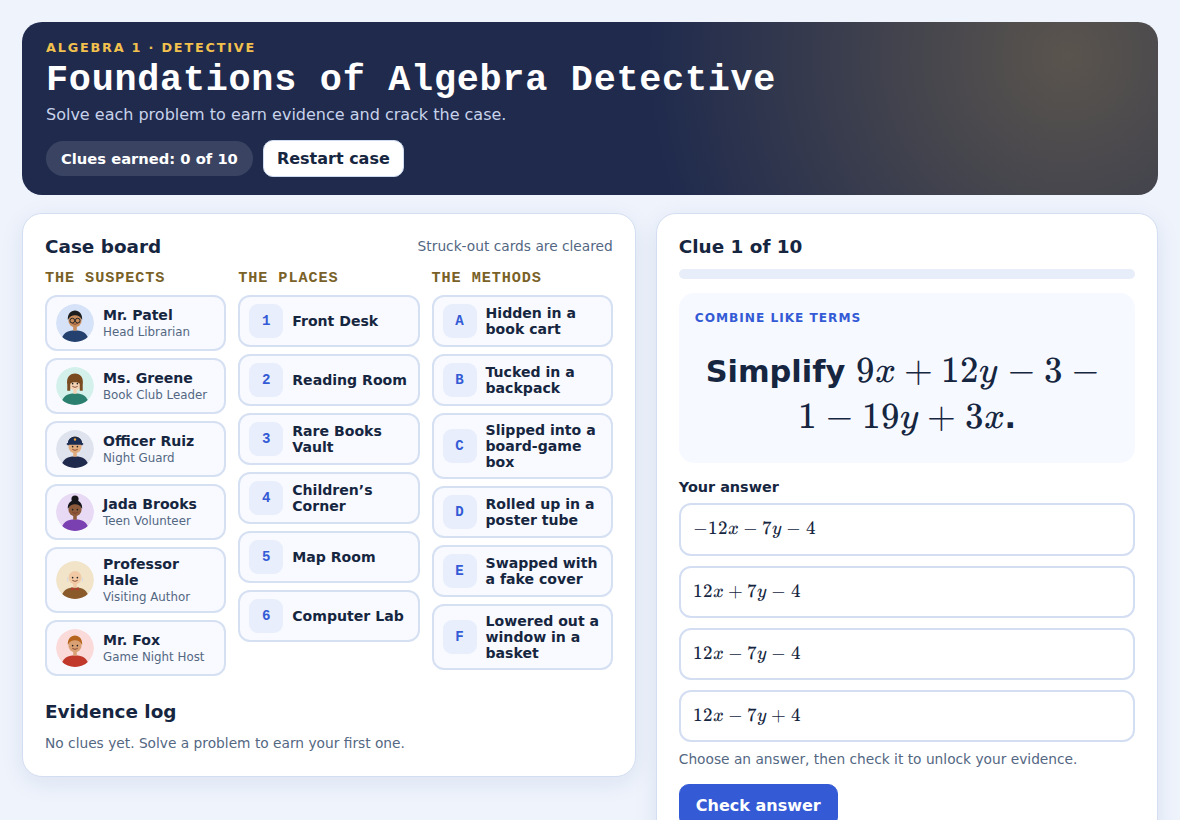 ALGEBRA 1 · DETECTIVE
Foundations of Algebra Detective
Solve each problem to earn evidence and crack the case.
Clues earned: 0 of 10
Restart case
Case board
Struck-out cards are cleared
THE SUSPECTS
Mr. Patel
Head Librarian
Ms. Greene
Book Club Leader
Officer Ruiz
Night Guard
Jada Brooks
Teen Volunteer
Professor
Hale
Visiting Author
Mr. Fox
Game Night Host
THE PLACES
1 Front Desk
2 Reading Room
3 Rare Books
Vault
4 Children’s
Corner
5 Map Room
6 Computer Lab
THE METHODS
A Hidden in a
book cart
B Tucked in a
backpack
C Slipped into a
board-game
box
D Rolled up in a
poster tube
E Swapped with
a fake cover
F Lowered out a
window in a
basket
Evidence log
No clues yet. Solve a problem to earn your first one.
Clue 1 of 10
COMBINE LIKE TERMS
Simplify 9x + 12y − 3 −
1 − 19y + 3x.
Your answer
−12x − 7y − 4
12x + 7y − 4
12x − 7y − 4
12x − 7y + 4
Choose an answer, then check it to unlock your evidence.
Check answer